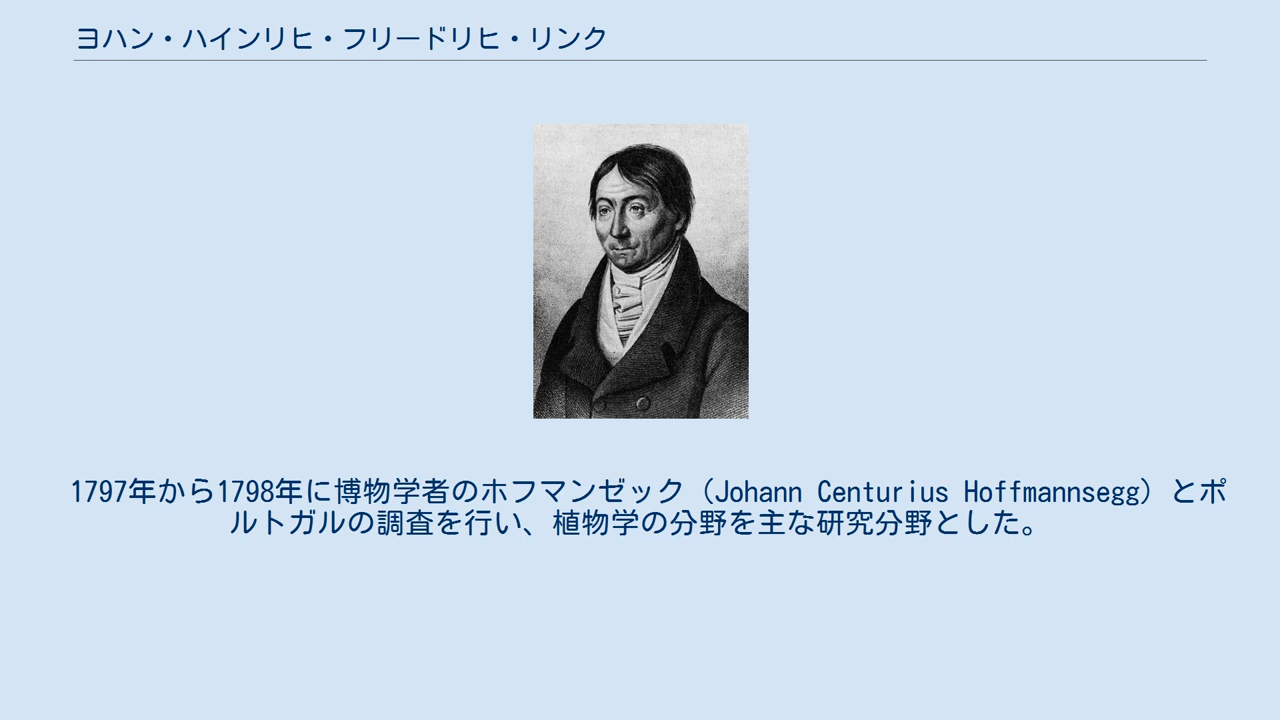 ヨハン・ハインリヒ・フリードリヒ・リンク
1797年から1798年に博物学者のホフマンゼック（Johann Centurius Hoffmannsegg）とポ
ルトガルの調査を行い、植物学の分野を主な研究分野とした。